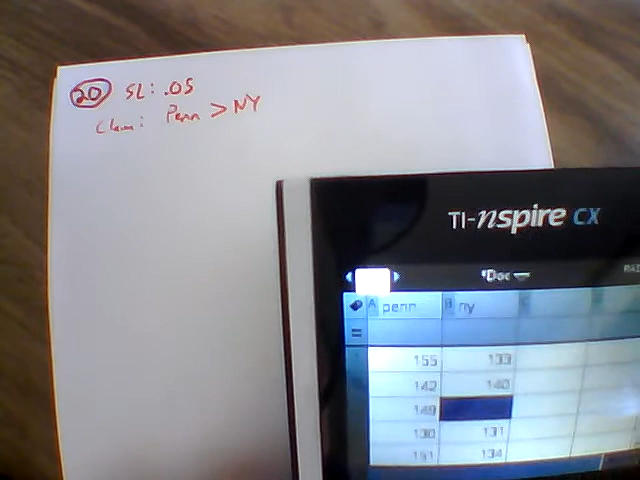 20 SL: .05
Claim: Penn > NY
TI-nspire CX
*Doc
RAD
A penn B ny
=
155 133
142 140
149
130 131
151 134